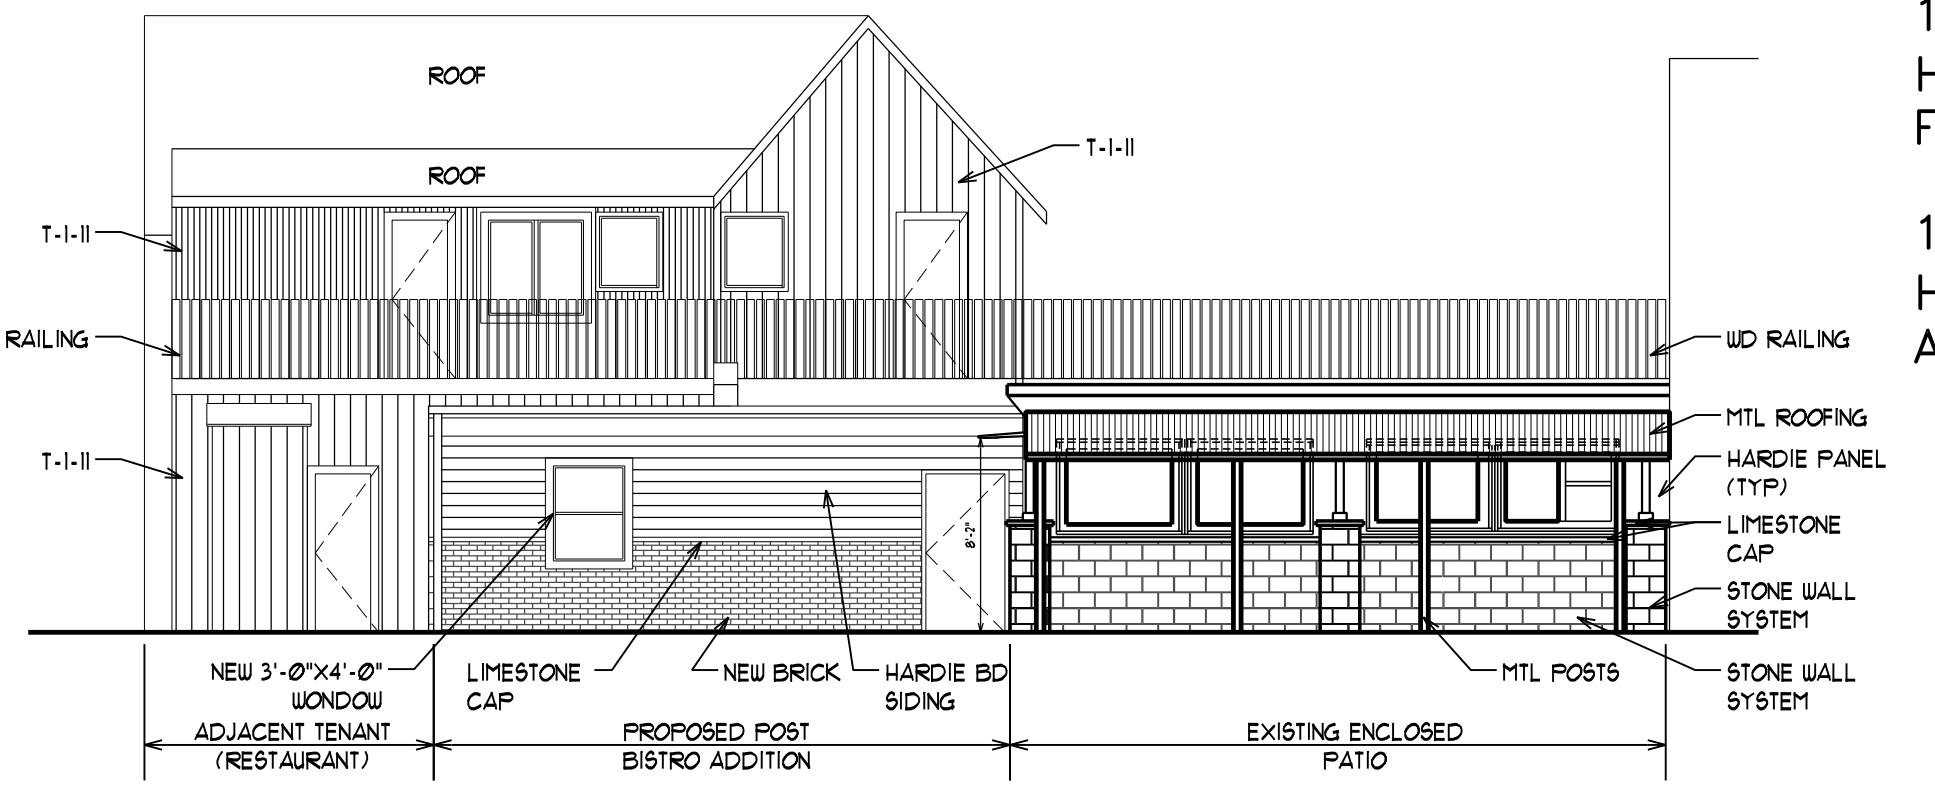 ROOF
ROOF
T-1-11
T-1-11
RAILING
T-1-11
WD RAILING
MTL ROOFING
HARDIE PANEL
(TYP)
LIMESTONE
CAP
STONE WALL
SYSTEM
STONE WALL
SYSTEM
8'-2"
NEW 3'-0"X4'-0"
WONDOW
LIMESTONE
CAP
NEW BRICK
HARDIE BD
SIDING
MTL POSTS
ADJACENT TENANT
(RESTAURANT)
PROPOSED POST
BISTRO ADDITION
EXISTING ENCLOSED
PATIO